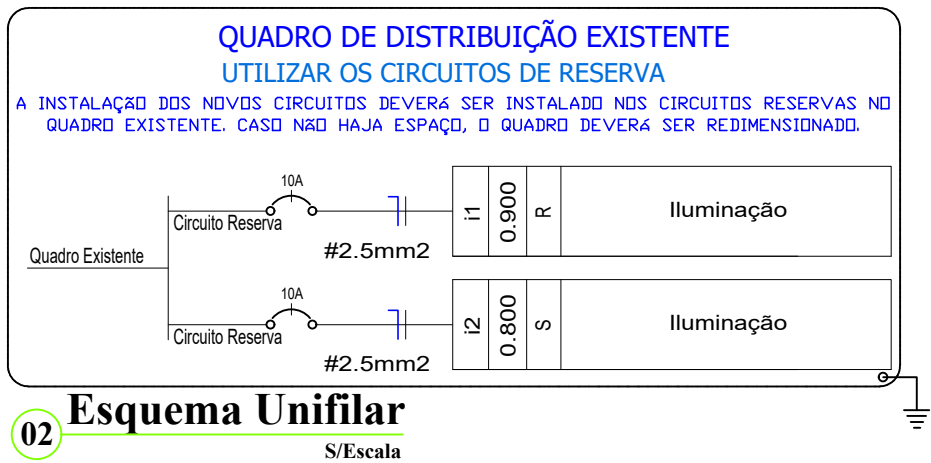 QUADRO DE DISTRIBUIÇÃO EXISTENTE
UTILIZAR OS CIRCUITOS DE RESERVA
A INSTALAÇÃO DOS NOVOS CIRCUITOS DEVERá SER INSTALADO NOS CIRCUITOS RESERVAS NO
QUADRO EXISTENTE. CASO NÃO HAJA ESPAÇO, O QUADRO DEVERá SER REDIMENSIONADO.
10A
Circuito Reserva
#2.5mm2
i1
0.900
R
Iluminação
Quadro Existente
10A
Circuito Reserva
#2.5mm2
i2
0.800
S
Iluminação
02
Esquema Unifilar
S/Escala